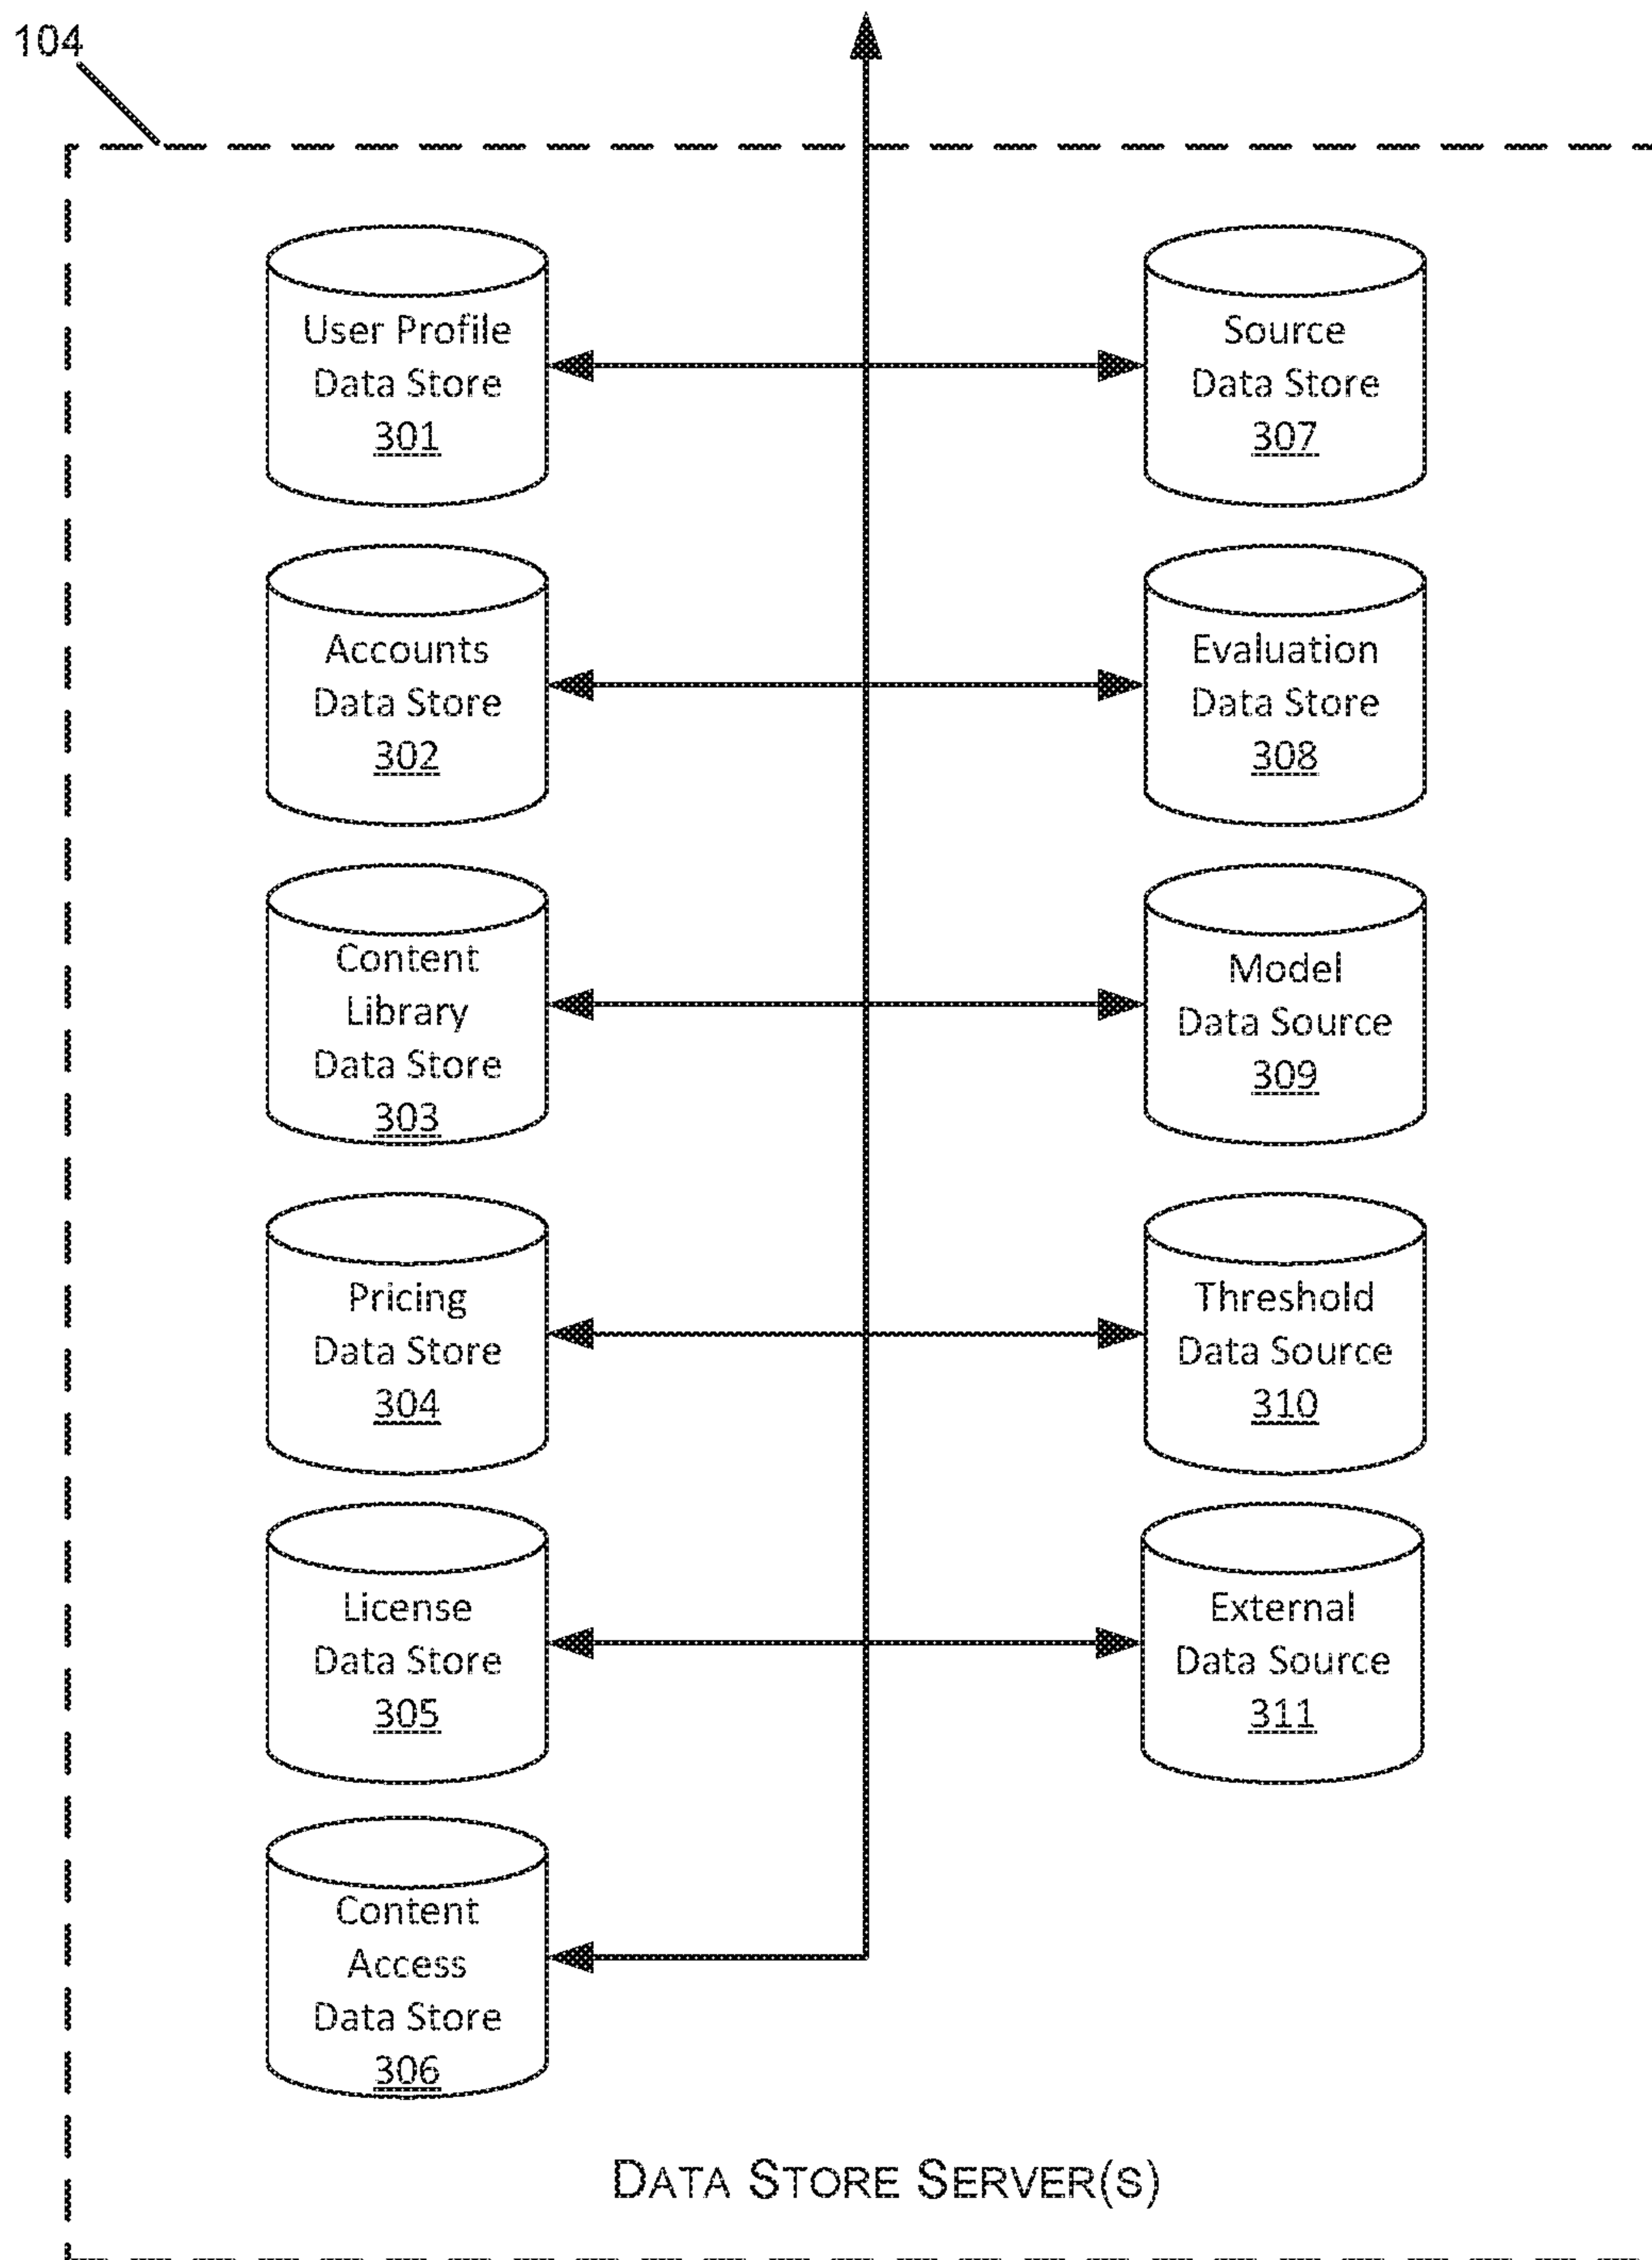 104
User Profile
Data Store
301
Source
Data Store
307
Accounts
Data Store
302
Evaluation
Data Store
308
Content
Library
Data Store
303
Model
Data Source
309
Pricing
Data Store
304
Threshold
Data Source
310
License
Data Store
305
External
Data Source
311
Content
Access
Data Store
306
DATA STORE SERVER(S)